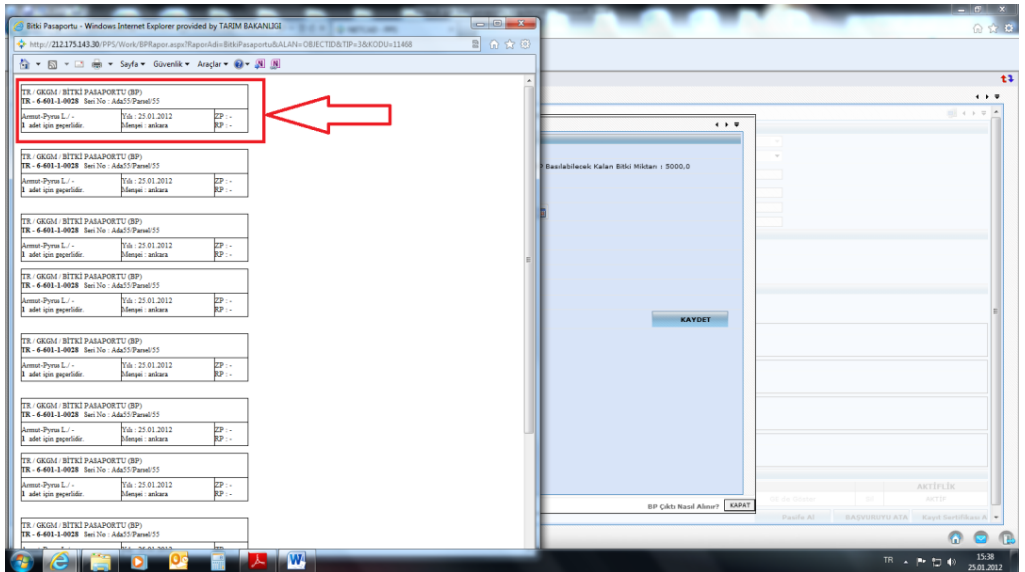 Bitki Pasaportu - Windows Internet Explorer provided by TARIM BAKANLIGI
http://212.175.143.30/PPS/Work/BPRapor.aspx?RaporAdi=BitkiPasaportu&ALAN=OBJECTID&TIP=3&KODU=11468
Sayfa Güvenlik Araçlar
TR / GKGM / BİTKİ PASAPORTU (BP)
TR - 6-601-1-0028 Seri No : Ada55/Parsel/55
Armut-Pyrus L./ - Yılı : 25.01.2012 ZP : -
1 adet için geçerlidir. Menşei : ankara RP : -
TR / GKGM / BİTKİ PASAPORTU (BP)
TR - 6-601-1-0028 Seri No : Ada55/Parsel/55
Armut-Pyrus L./ - Yılı : 25.01.2012 ZP : -
1 adet için geçerlidir. Menşei : ankara RP : -
TR / GKGM / BİTKİ PASAPORTU (BP)
TR - 6-601-1-0028 Seri No : Ada55/Parsel/55
Armut-Pyrus L./ - Yılı : 25.01.2012 ZP : -
1 adet için geçerlidir. Menşei : ankara RP : -
TR / GKGM / BİTKİ PASAPORTU (BP)
TR - 6-601-1-0028 Seri No : Ada55/Parsel/55
Armut-Pyrus L./ - Yılı : 25.01.2012 ZP : -
1 adet için geçerlidir. Menşei : ankara RP : -
TR / GKGM / BİTKİ PASAPORTU (BP)
TR - 6-601-1-0028 Seri No : Ada55/Parsel/55
Armut-Pyrus L./ - Yılı : 25.01.2012 ZP : -
1 adet için geçerlidir. Menşei : ankara RP : -
TR / GKGM / BİTKİ PASAPORTU (BP)
TR - 6-601-1-0028 Seri No : Ada55/Parsel/55
Armut-Pyrus L./ - Yılı : 25.01.2012 ZP : -
1 adet için geçerlidir. Menşei : ankara RP : -
TR / GKGM / BİTKİ PASAPORTU (BP)
TR - 6-601-1-0028 Seri No : Ada55/Parsel/55
Armut-Pyrus L./ - Yılı : 25.01.2012 ZP : -
1 adet için geçerlidir. Menşei : ankara RP : -
TR / GKGM / BİTKİ PASAPORTU (BP)
TR - 6-601-1-0028 Seri No : Ada55/Parsel/55
? Basılabilecek Kalan Bitki Miktarı : 5000,0
KAYDET
BP Çıktı Nasıl Alınır? KAPAT
AKTİFLİK
AKTİF
Pasife Al BAŞVURUYU ATA Kayıt Sertifikası A
TR 15:38
25.01.2012